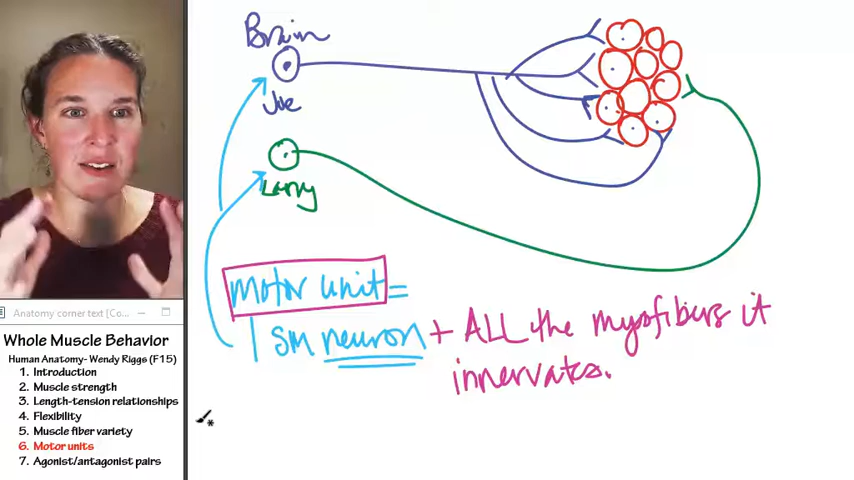 Brain
Joe
Larry
motor unit =
1 sm neuron + ALL the myofibers it
innervates.
Anatomy corner text [Co...
Whole Muscle Behavior
Human Anatomy- Wendy Riggs (F15)
1. Introduction
2. Muscle strength
3. Length-tension relationships
4. Flexibility
5. Muscle fiber variety
6. Motor units
7. Agonist/antagonist pairs